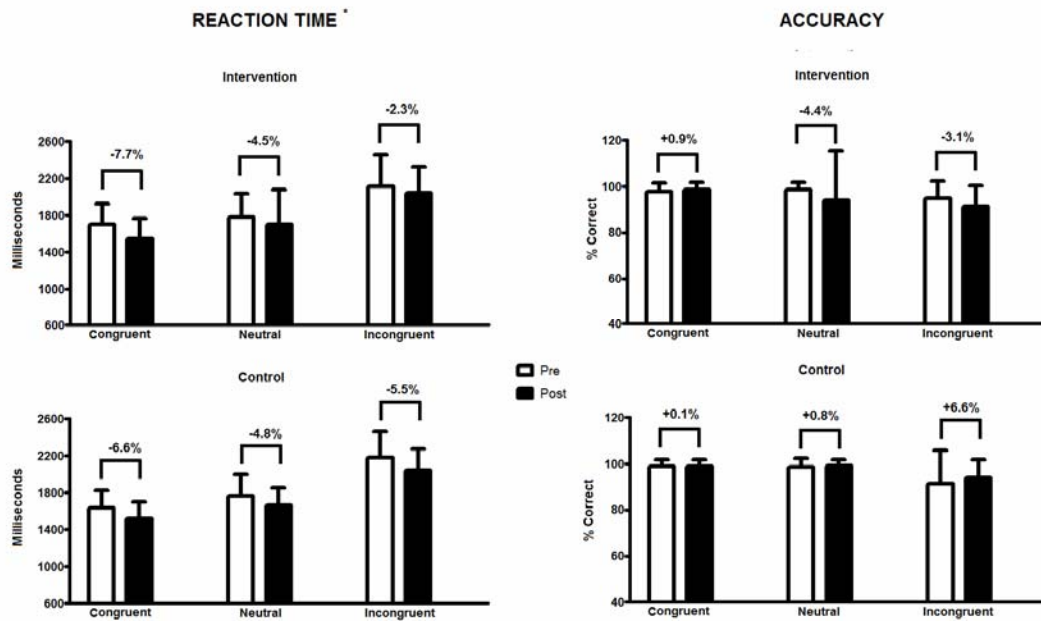 REACTION TIME *
ACCURACY
Intervention
-7.7%
-4.5%
-2.3%
2600
2200
1800
1400
1000
600
Milliseconds
Congruent
Neutral
Incongruent
Intervention
+0.9%
-4.4%
-3.1%
120
100
80
60
40
% Correct
Congruent
Neutral
Incongruent
Pre
Post
Control
-6.6%
-4.8%
-5.5%
2600
2200
1800
1400
1000
600
Milliseconds
Congruent
Neutral
Incongruent
Control
+0.1%
+0.8%
+6.6%
120
100
80
60
40
% Correct
Congruent
Neutral
Incongruent